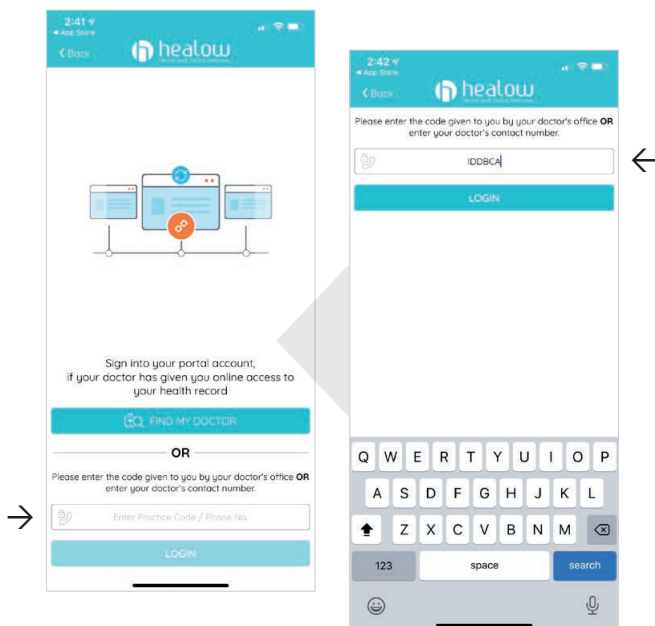 2:41
◀ App Store
< Back
healow
Sign into your portal account,
if your doctor has given you online access to
your health record
FIND MY DOCTOR
OR
Please enter the code given to you by your doctor's office OR
enter your doctor's contact number.
Enter Practice Code / Phone No.
LOGIN
2:42
◀ App Store
< Back
healow
Please enter the code given to you by your doctor's office OR
enter your doctor's contact number.
IDDBCA
LOGIN
Q W E R T Y U I O P
A S D F G H J K L
Z X C V B N M
123 space search